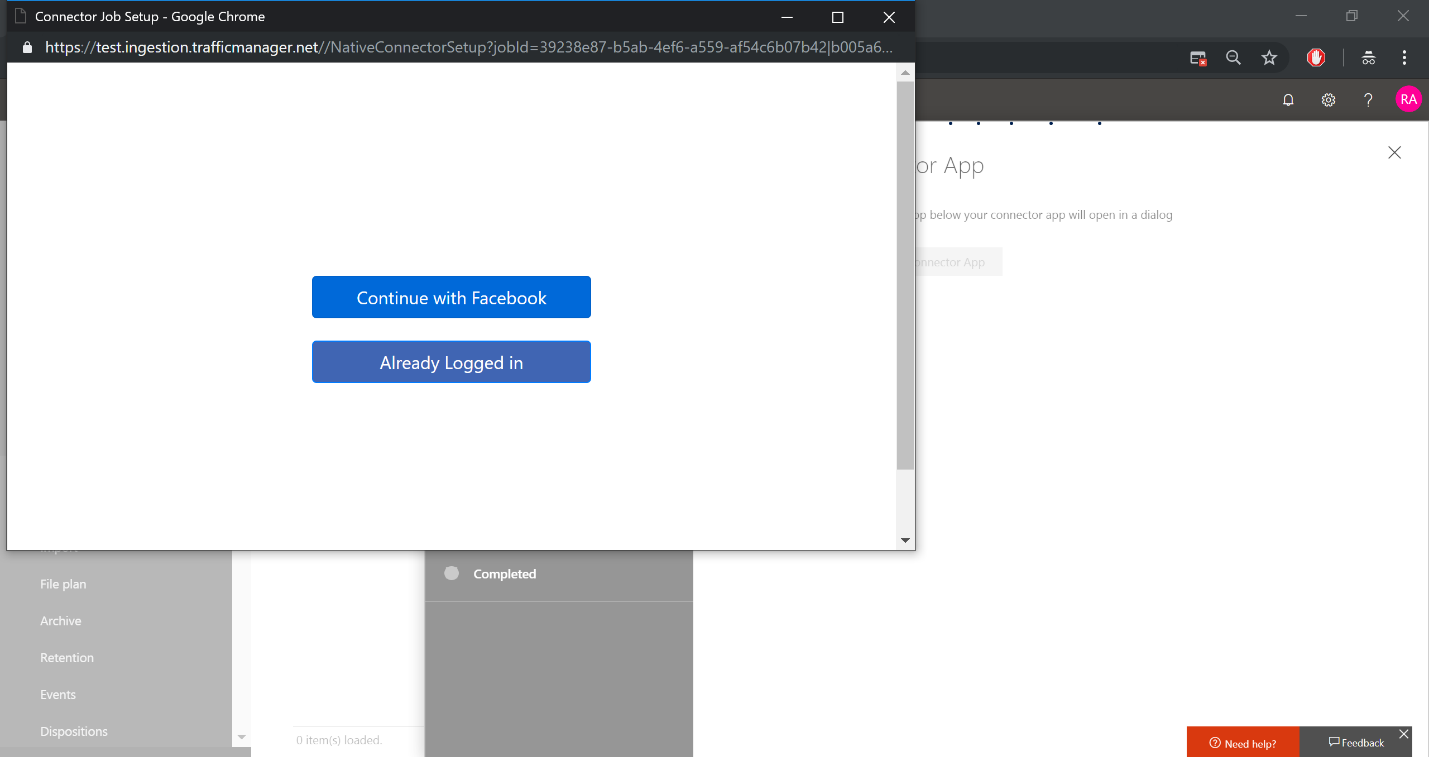 Connector Job Setup - Google Chrome
https://test.ingestion.trafficmanager.net//NativeConnectorSetup?jobId=39238e87-b5ab-4ef6-a559-af54c6b07b42|b005a6...
RA
or App
below your connector app will open in a dialog
App
Continue with Facebook
Already Logged in
Completed
File plan
Archive
Retention
Events
Dispositions
0 item(s) loaded.
Need help?
Feedback